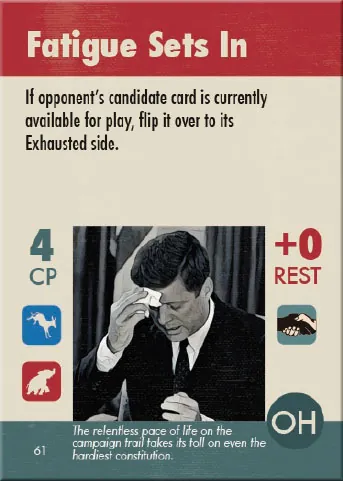 Fatigue Sets In
If opponent's candidate card is currently
available for play, flip it over to its
Exhausted side.
4
CP
+0
REST
OH
The relentless pace of life on the
campaign trail takes its toll on even the
hardiest constitution.
61